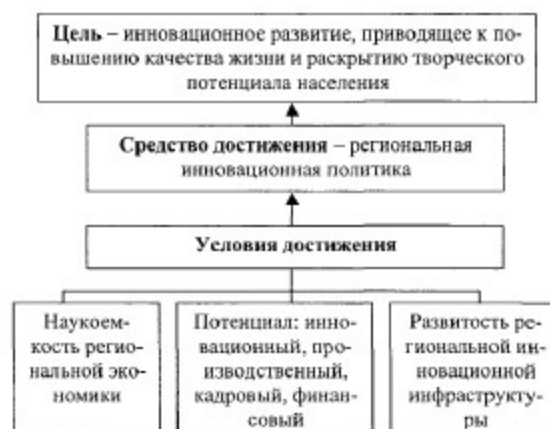 Цель – инновационное развитие, приводящее к по-
вышению качества жизни и раскрытию творческого
потенциала населения
Средство достижения – региональная
инновационная политика
Условия достижения
Наукоем-
кость регио-
нальной эко-
номики
Потенциал: инно-
вационный, про-
изводственный,
кадровый, финан-
совый
Развитость ре-
гиональной ин-
новационной
инфраструкту-
ры